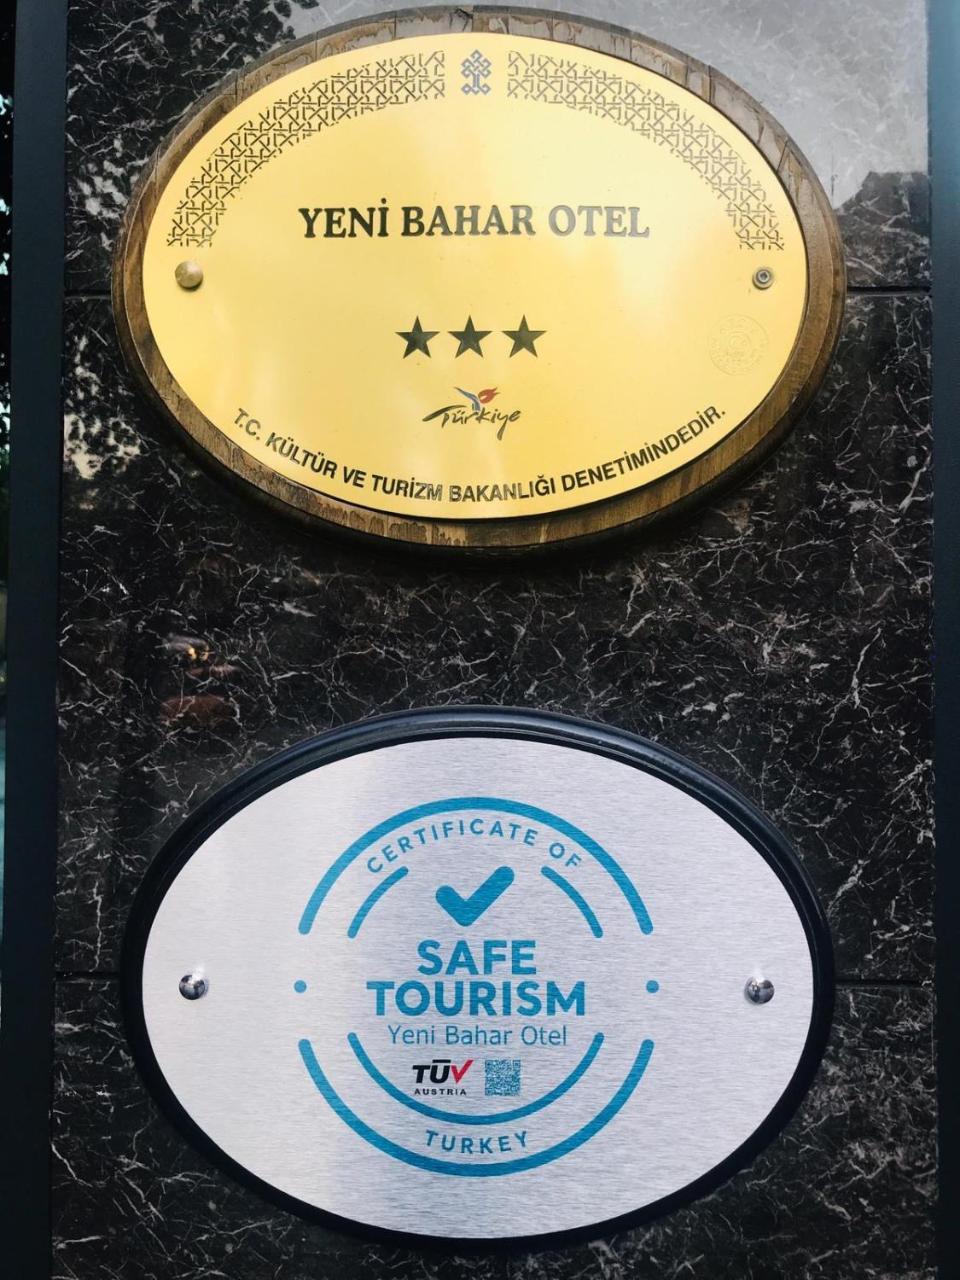 YENİ BAHAR OTEL
Türkiye
T.C. KÜLTÜR VE TURİZM BAKANLIĞI DENETİMİNDEDİR.
CERTIFICATE OF
SAFE
TOURISM
Yeni Bahar Otel
TÜV
AUSTRIA
TURKEY